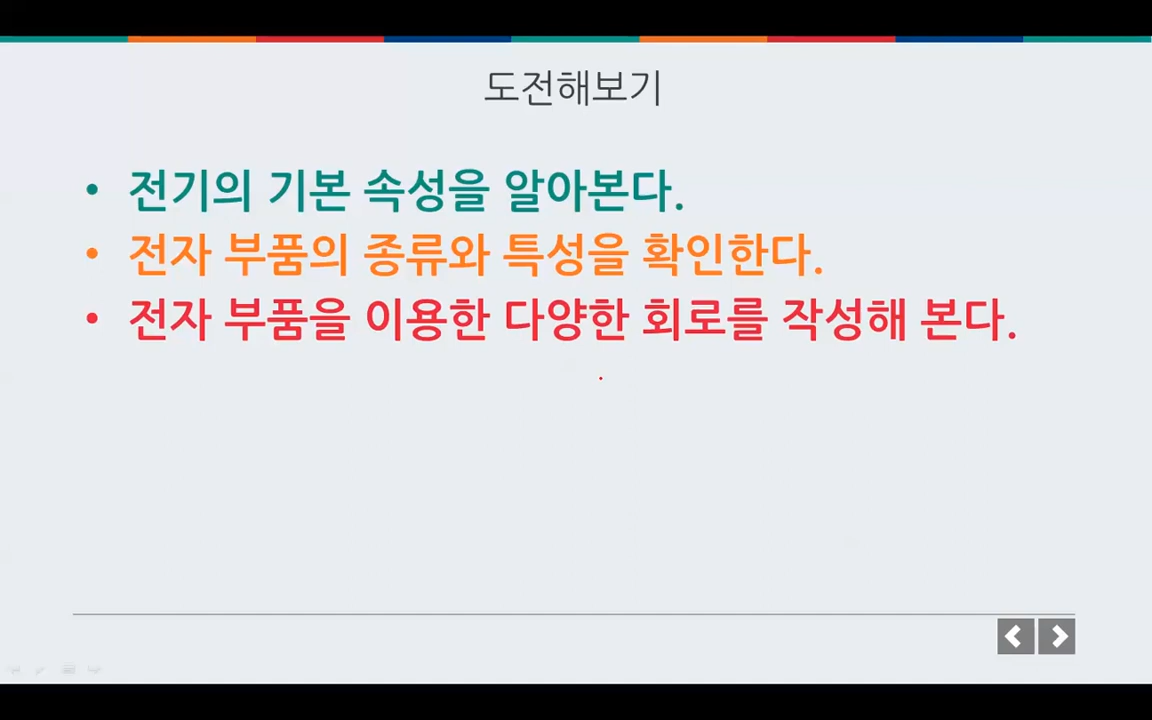 도전해보기
• 전기의 기본 속성을 알아본다.
• 전자 부품의 종류와 특성을 확인한다.
• 전자 부품을 이용한 다양한 회로를 작성해 본다.